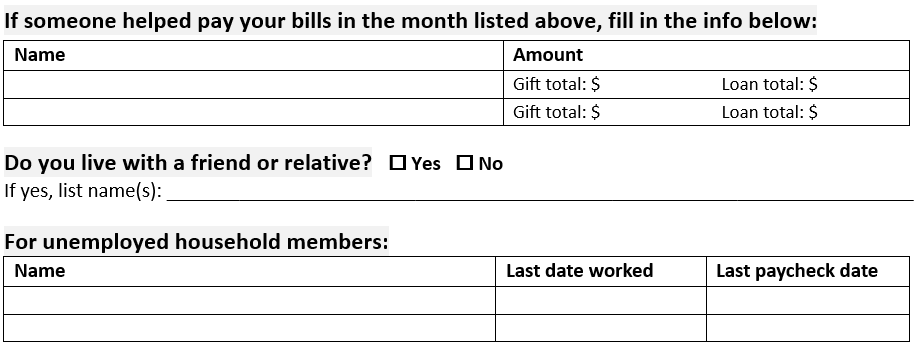 If someone helped pay your bills in the month listed above, fill in the info below:
Name Amount
Gift total: $ Loan total: $
Gift total: $ Loan total: $
Do you live with a friend or relative? ☐ Yes ☐ No
If yes, list name(s): ____________________
For unemployed household members:
Name Last date worked Last paycheck date